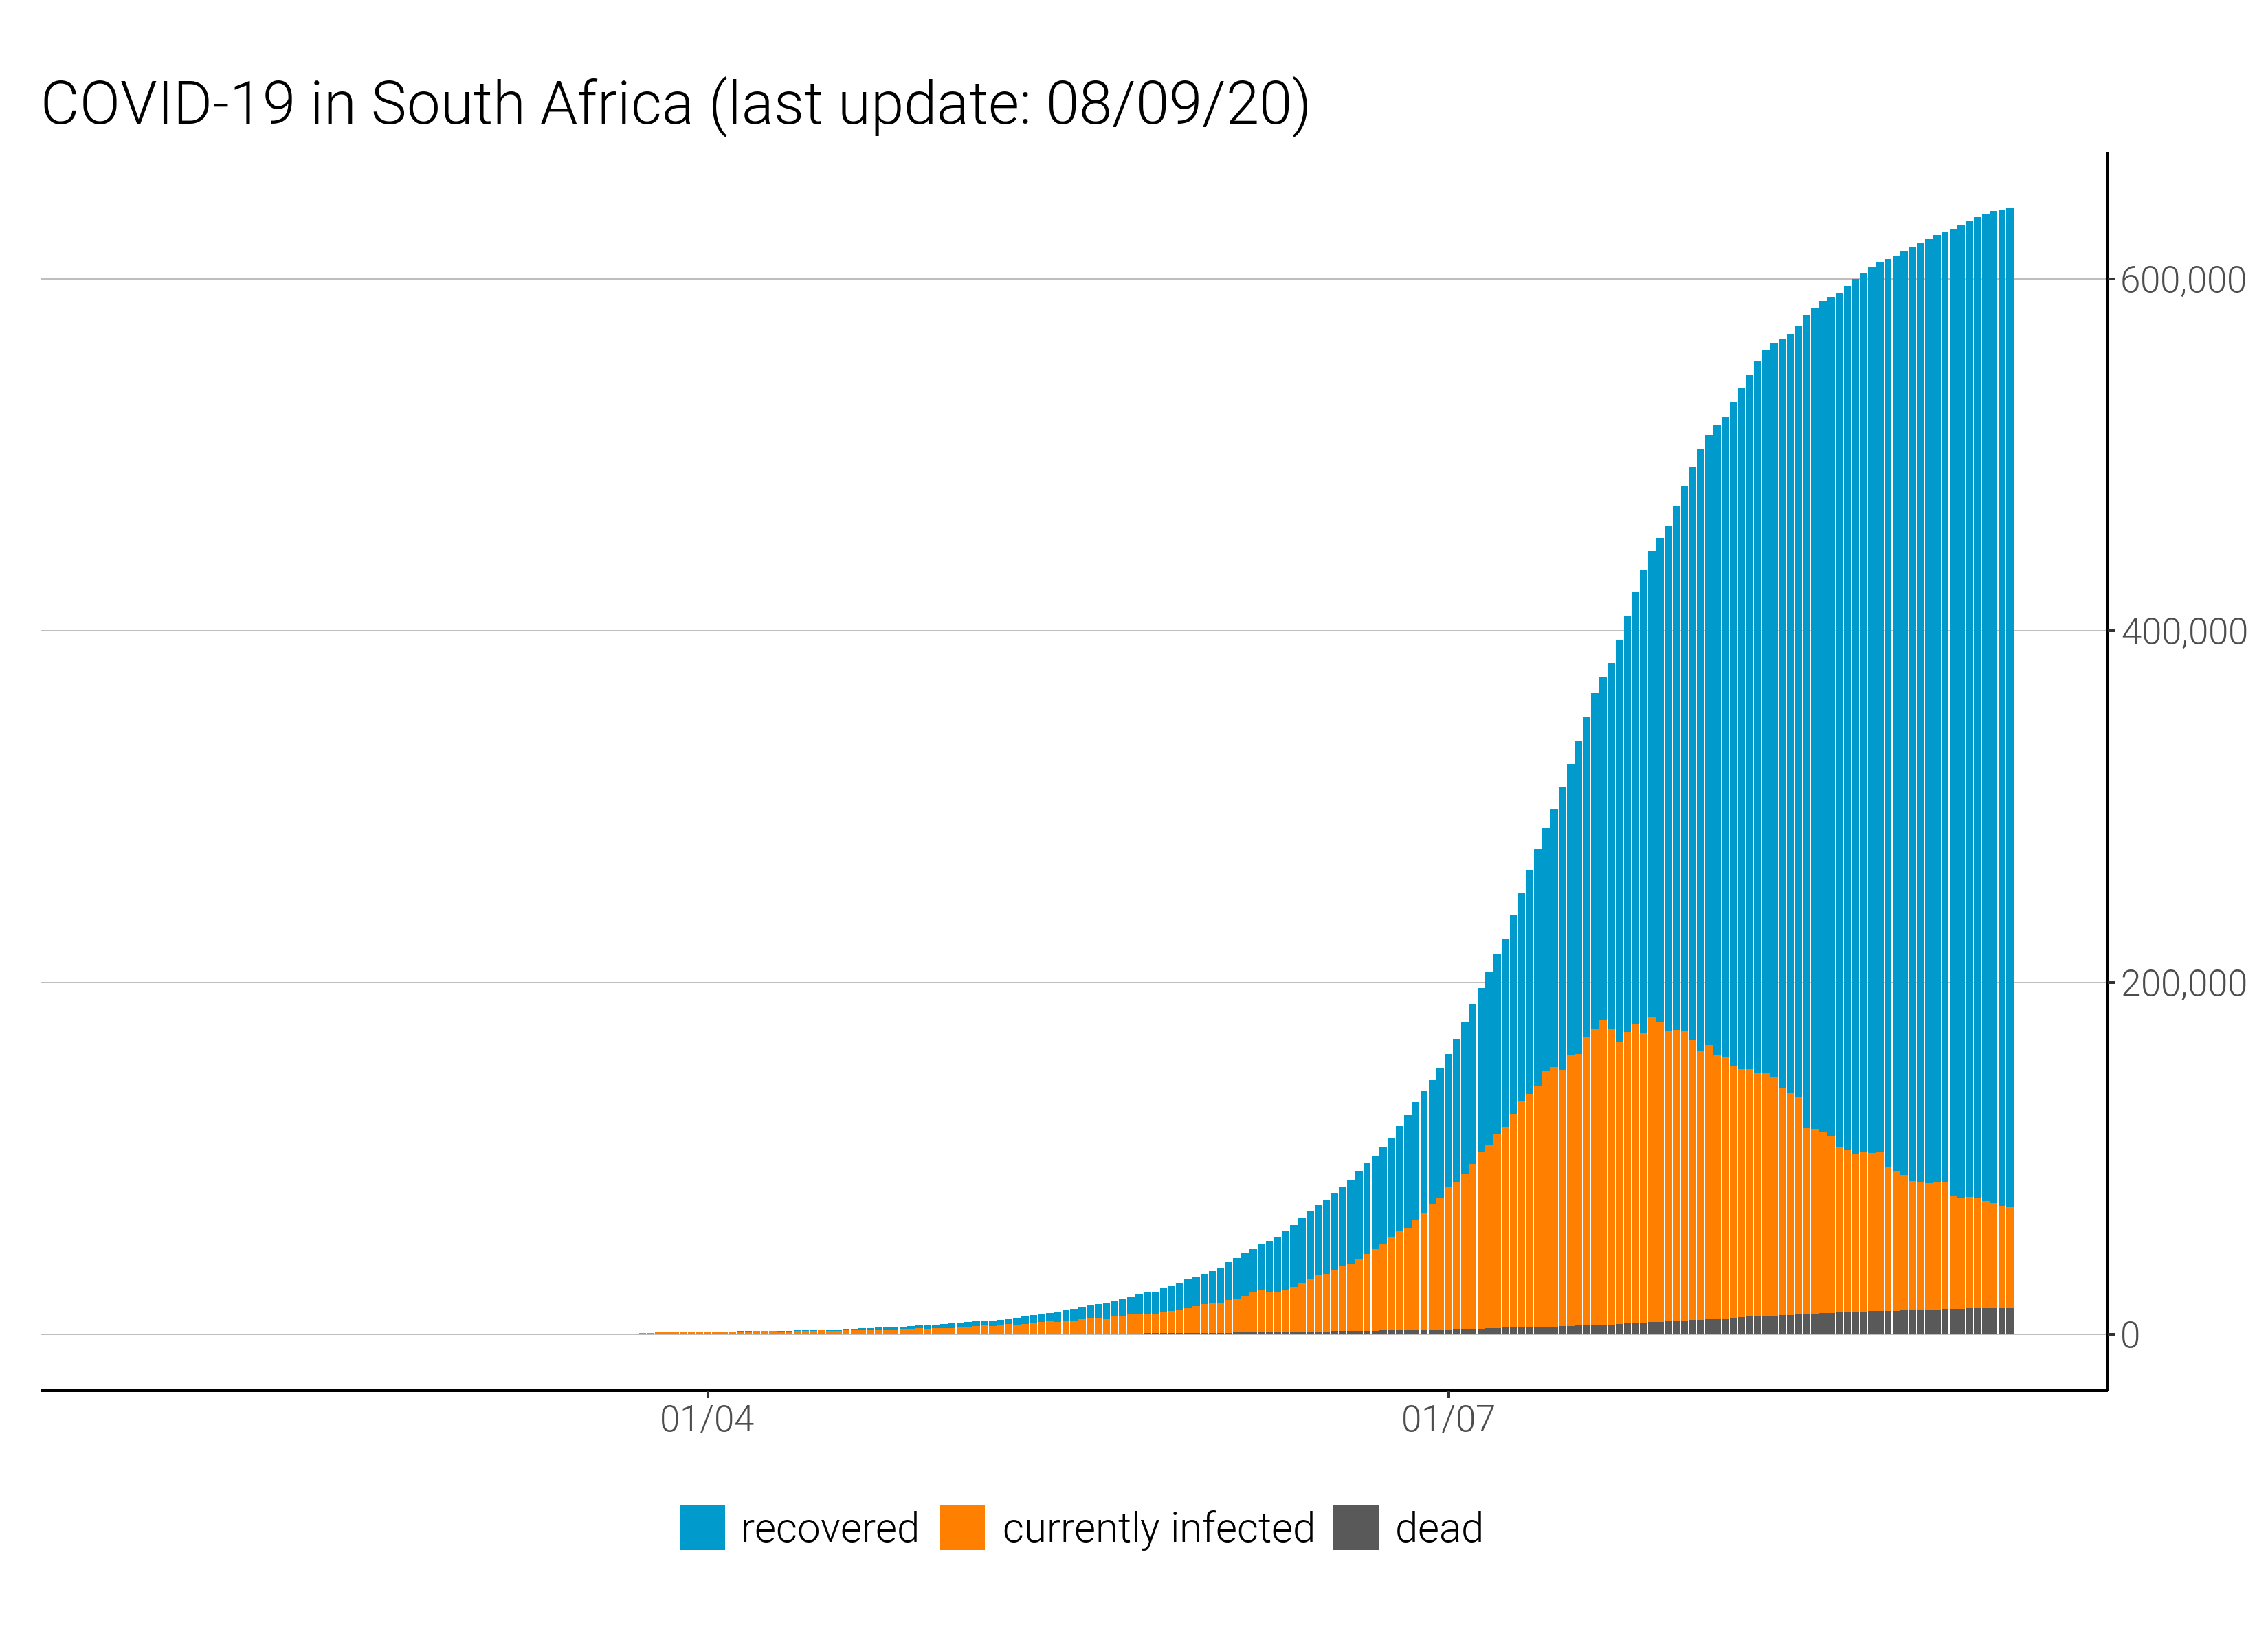 COVID-19 in South Africa (last update: 08/09/20)
600,000
400,000
200,000
0
01/04 01/07
recovered currently infected dead